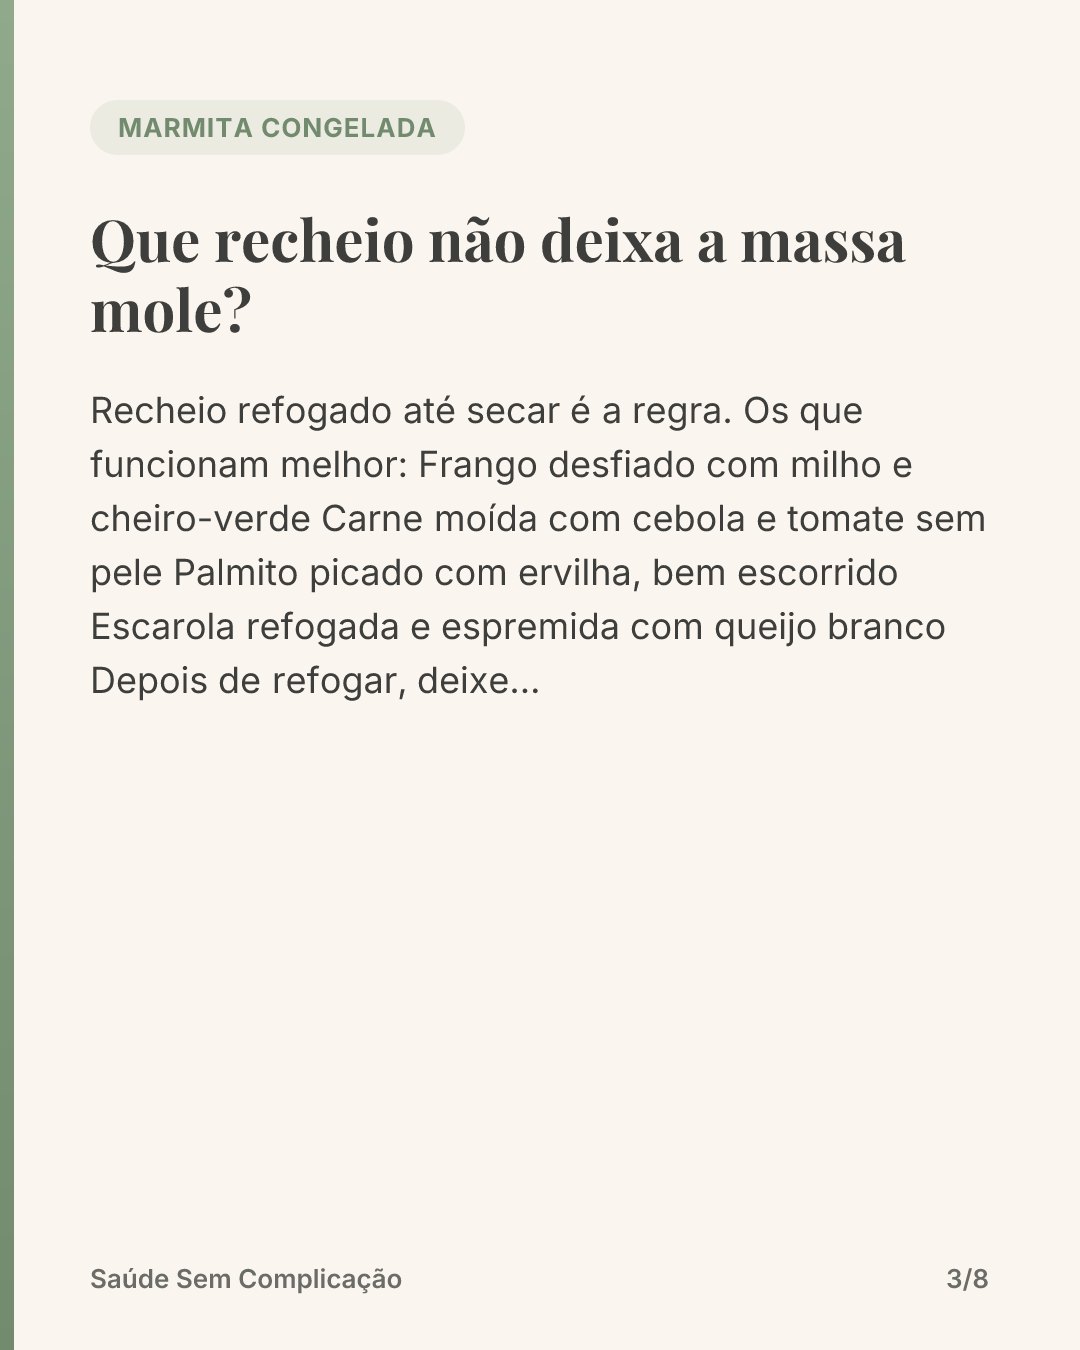 MARMITA CONGELADA
Que recheio não deixa a massa
mole?
Recheio refogado até secar é a regra. Os que
funcionam melhor: Frango desfiado com milho e
cheiro-verde Carne moída com cebola e tomate sem
pele Palmito picado com ervilha, bem escorrido
Escarola refogada e espremida com queijo branco
Depois de refogar, deixe...
Saúde Sem Complicação
3/8